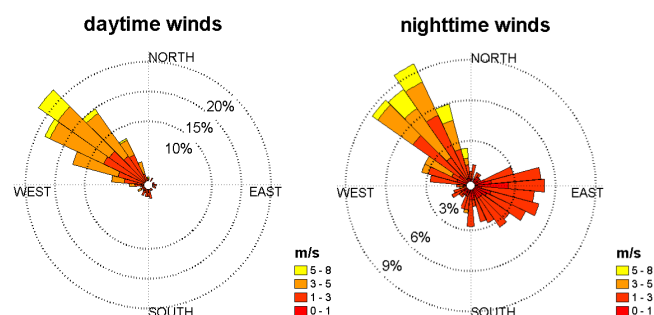 daytime winds
NORTH
20%
15%
10%
WEST
EAST
SOUTH
m/s
5 - 8
3 - 5
1 - 3
0 - 1
nighttime winds
NORTH
WEST
EAST
3%
6%
9%
SOUTH
m/s
5 - 8
3 - 5
1 - 3
0 - 1